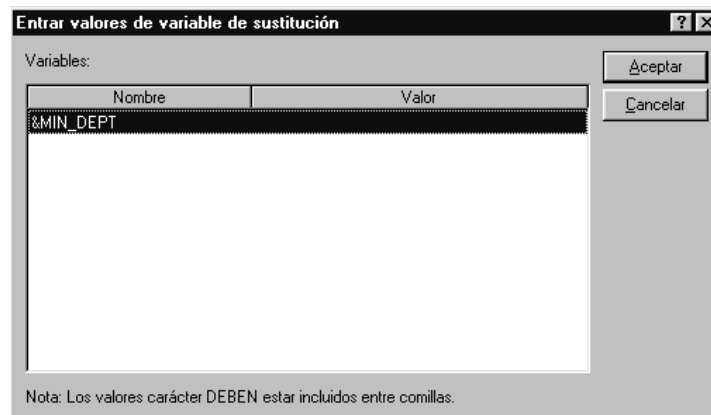 Entrar valores de variable de sustitución
Variables:
Aceptar
Nombre Valor
Cancelar
&MIN_DEPT
Nota: Los valores carácter DEBEN estar incluidos entre comillas.